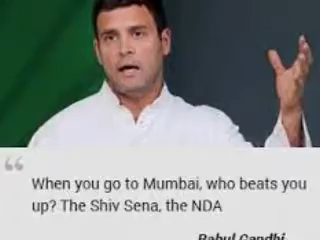 “
When you go to Mumbai, who beats you
up? The Shiv Sena, the NDA
Rahul Gandhi